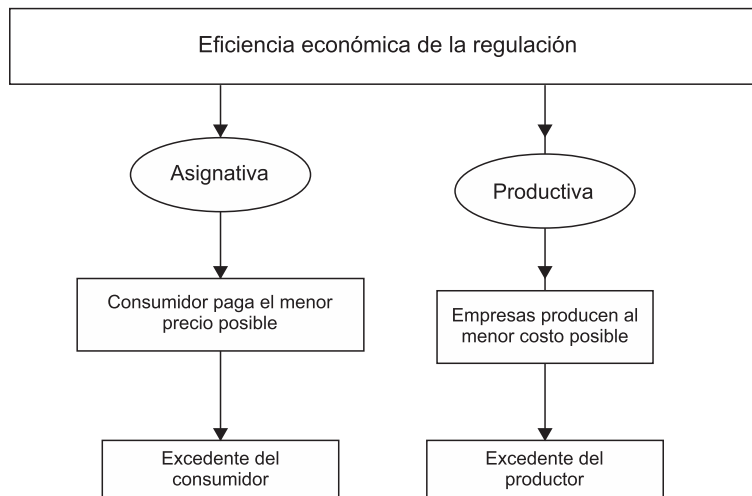 Eficiencia económica de la regulación
Asignativa
Productiva
Consumidor paga el menor
precio posible
Empresas producen al
menor costo posible
Excedente del
consumidor
Excedente del
productor